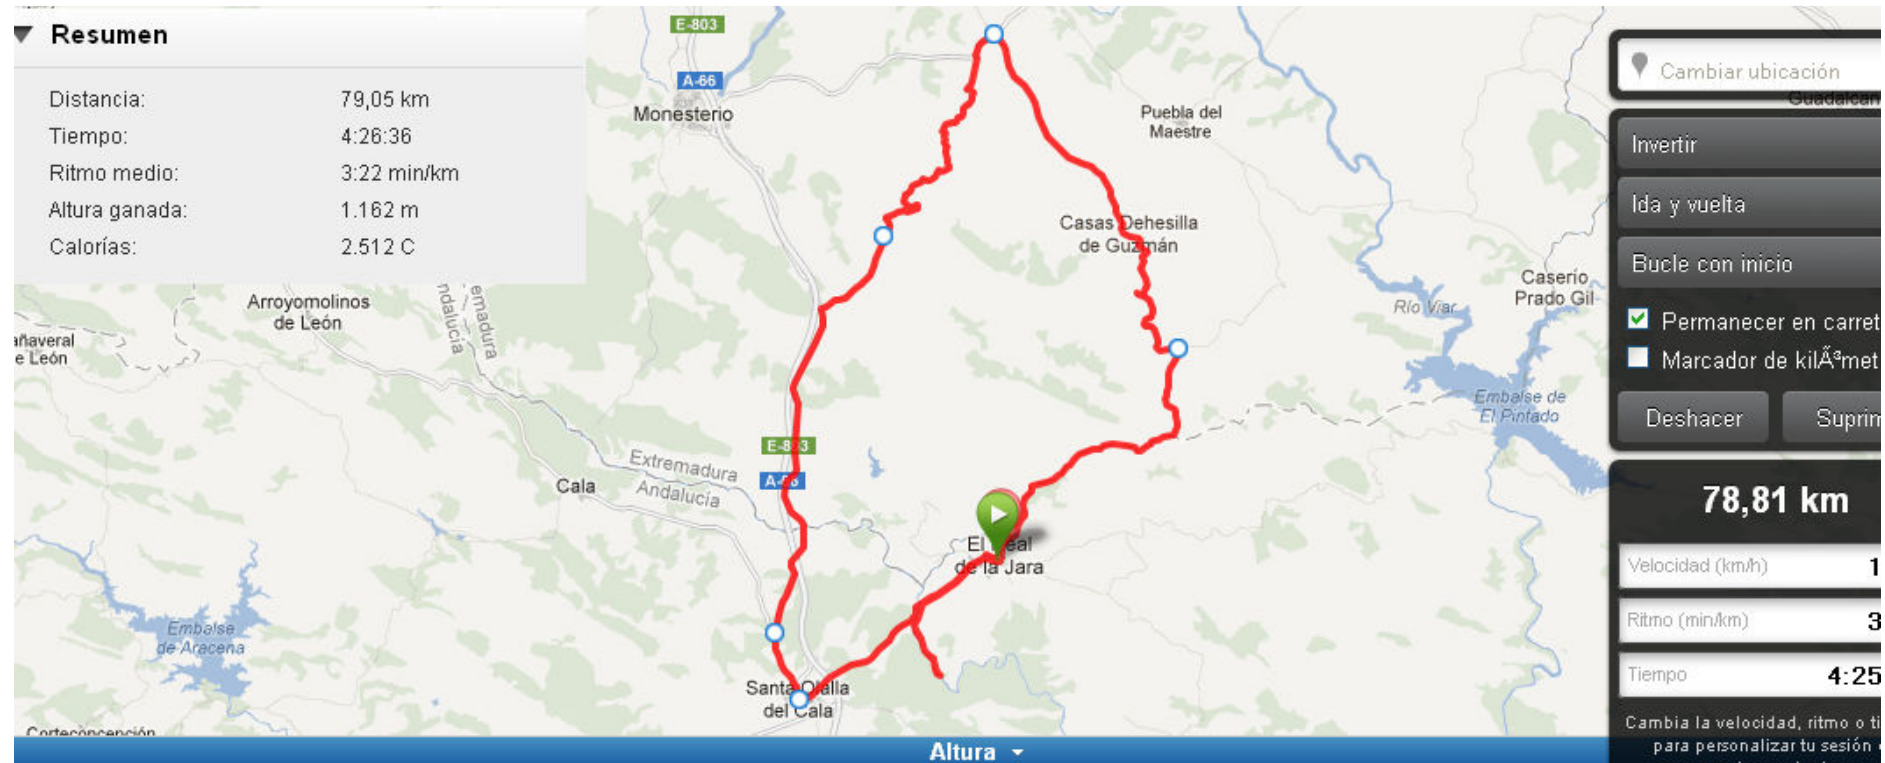 Resumen
Distancia: 79,05 km
Tiempo: 4:26:36
Ritmo medio: 3:22 min/km
Altura ganada: 1.162 m
Calorías: 2.512 C
E-803
A-66
Monesterio
Puebla del
Maestre
Casas Dehesilla
de Guzmán
Arroyomolinos
de León
Extremadura
Andalucía
Cala
E-803
A-66
El Real
de la Jara
Santa Olalla
del Cala
Embalse
de Aracena
Río Viar
Caserío
Prado Gil
Embalse de
El Pintado
Cambiar ubicación
Invertir
Ida y vuelta
Bucle con inicio
Permanecer en carret
Marcador de kilÃ³met
Deshacer
Suprim
78,81 km
Velocidad (km/h) 1
Ritmo (min/km) 3
Tiempo 4:25
Cambia la velocidad, ritmo o ti
para personalizar tu sesión
Altura